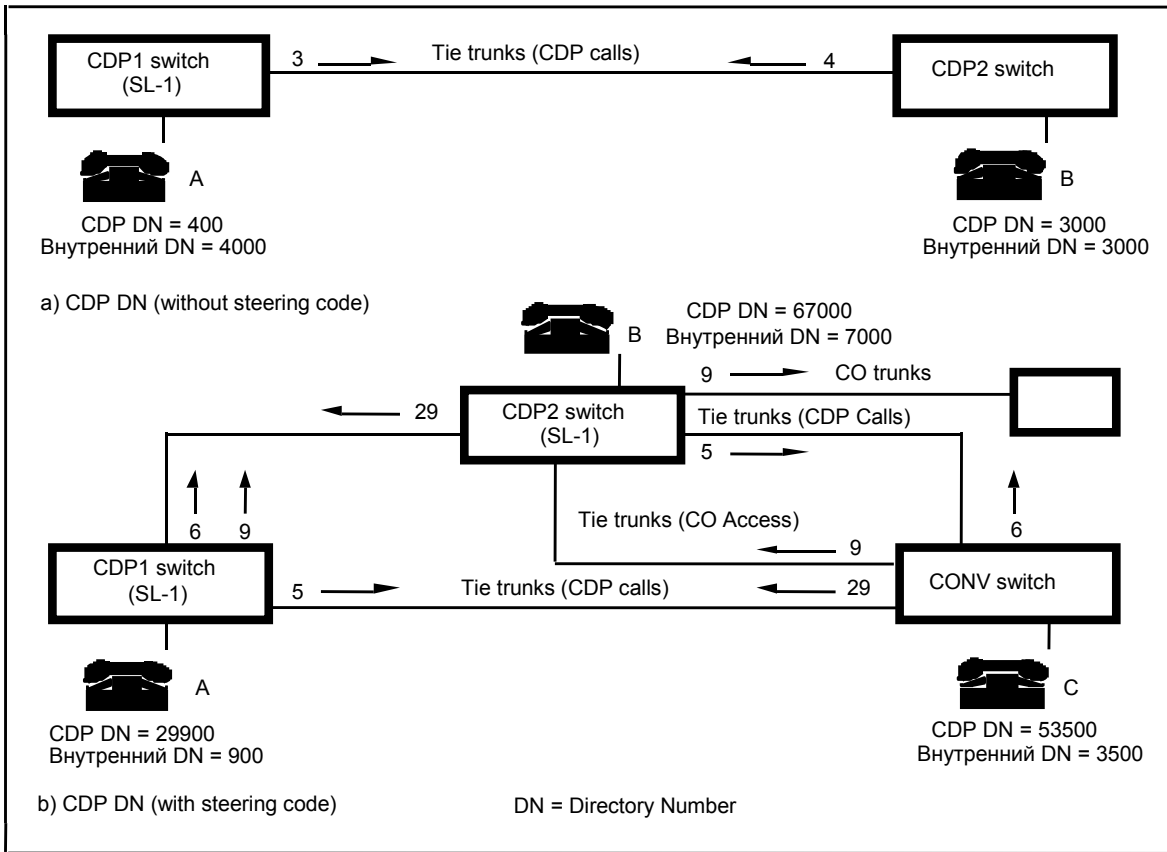 CDP1 switch
(SL-1)
3
Tie trunks (CDP calls)
4
CDP2 switch
A
B
CDP DN = 400
Внутренний DN = 4000
CDP DN = 3000
Внутренний DN = 3000
a) CDP DN (without steering code)
B
CDP DN = 67000
Внутренний DN = 7000
9
CO trunks
29
CDP2 switch
(SL-1)
Tie trunks (CDP Calls)
5
6
9
Tie trunks (CO Access)
9
6
CDP1 switch
(SL-1)
5
Tie trunks (CDP calls)
29
CONV switch
A
C
CDP DN = 29900
Внутренний DN = 900
CDP DN = 53500
Внутренний DN = 3500
b) CDP DN (with steering code)
DN = Directory Number